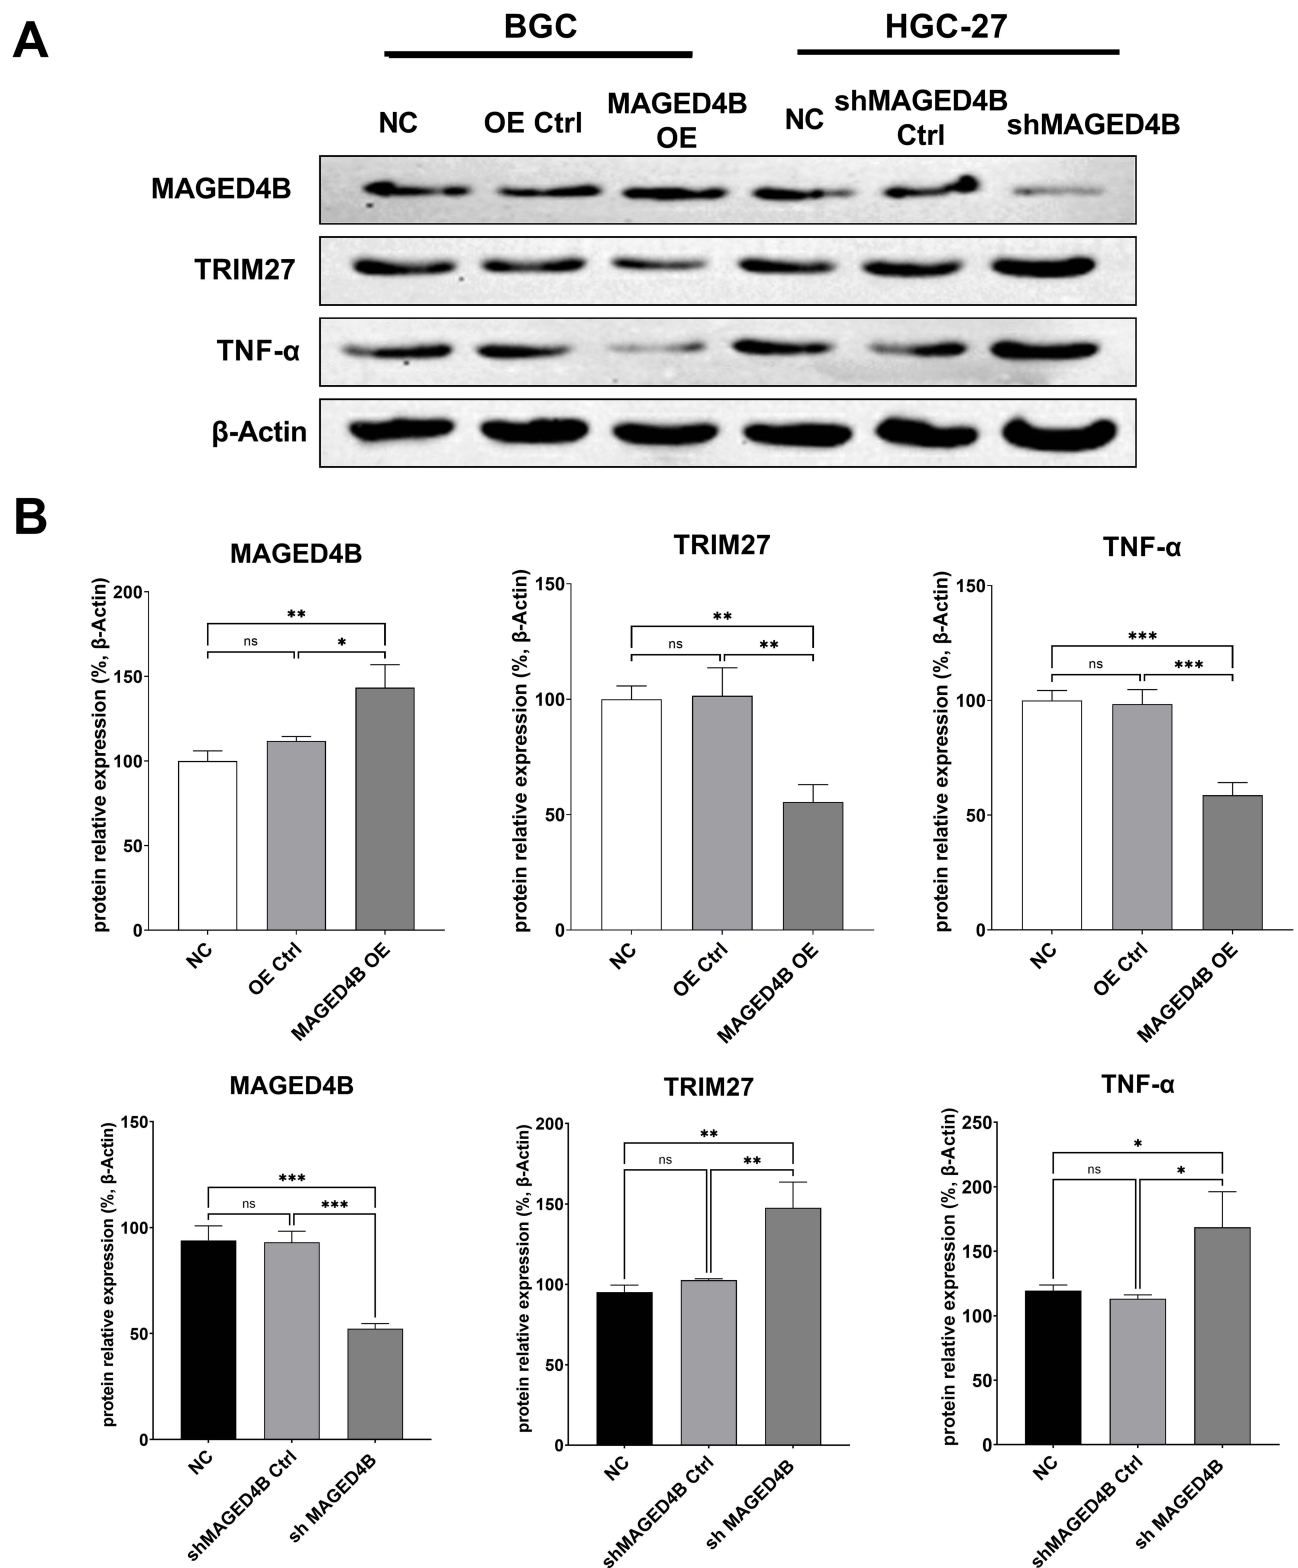 A
BGC
HGC-27
NC
OE Ctrl
MAGED4B
OE
NC
shMAGED4B
Ctrl
shMAGED4B
MAGED4B
TRIM27
TNF-α
β-Actin
B
MAGED4B
protein relative expression (%, β-Actin)
200
150
100
50
0
**
ns
*
NC
OE Ctrl
MAGED4B OE
TRIM27
protein relative expression (%, β-Actin)
150
100
50
0
**
ns
**
NC
OE Ctrl
MAGED4B OE
TNF-α
protein relative expression (%, β-Actin)
150
100
50
0
***
ns
***
NC
OE Ctrl
MAGED4B OE
MAGED4B
protein relative expression (%, β-Actin)
150
100
50
0
***
ns
***
NC
shMAGED4B Ctrl
sh MAGED4B
TRIM27
protein relative expression (%, β-Actin)
200
150
100
50
0
**
ns
**
NC
shMAGED4B Ctrl
sh MAGED4B
TNF-α
protein relative expression (%, β-Actin)
250
200
150
100
50
0
*
ns
*
NC
shMAGED4B Ctrl
sh MAGED4B